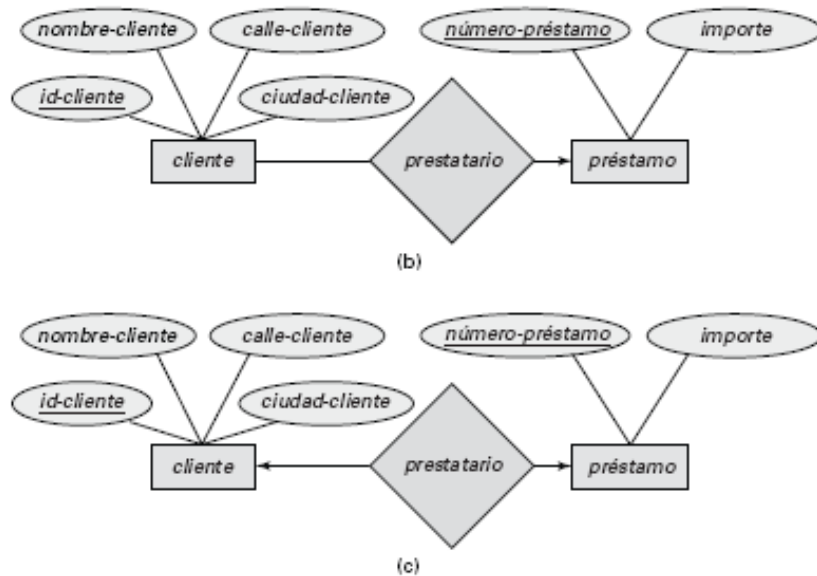 nombre-cliente calle-cliente número-préstamo importe
id-cliente ciudad-cliente
cliente prestatario préstamo
(b)
nombre-cliente calle-cliente número-préstamo importe
id-cliente ciudad-cliente
cliente prestatario préstamo
(c)